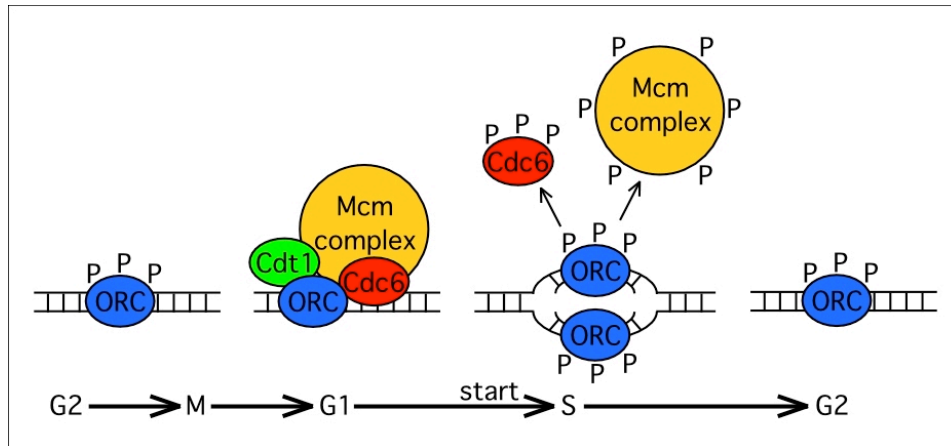 P P P
ORC
Cdt1
Mcm
complex
Cdc6
ORC
P P P
Cdc6
P P
P Mcm P
complex
P P
P P P
ORC
ORC
P P P
P P P
ORC
G2 M G1 start S G2